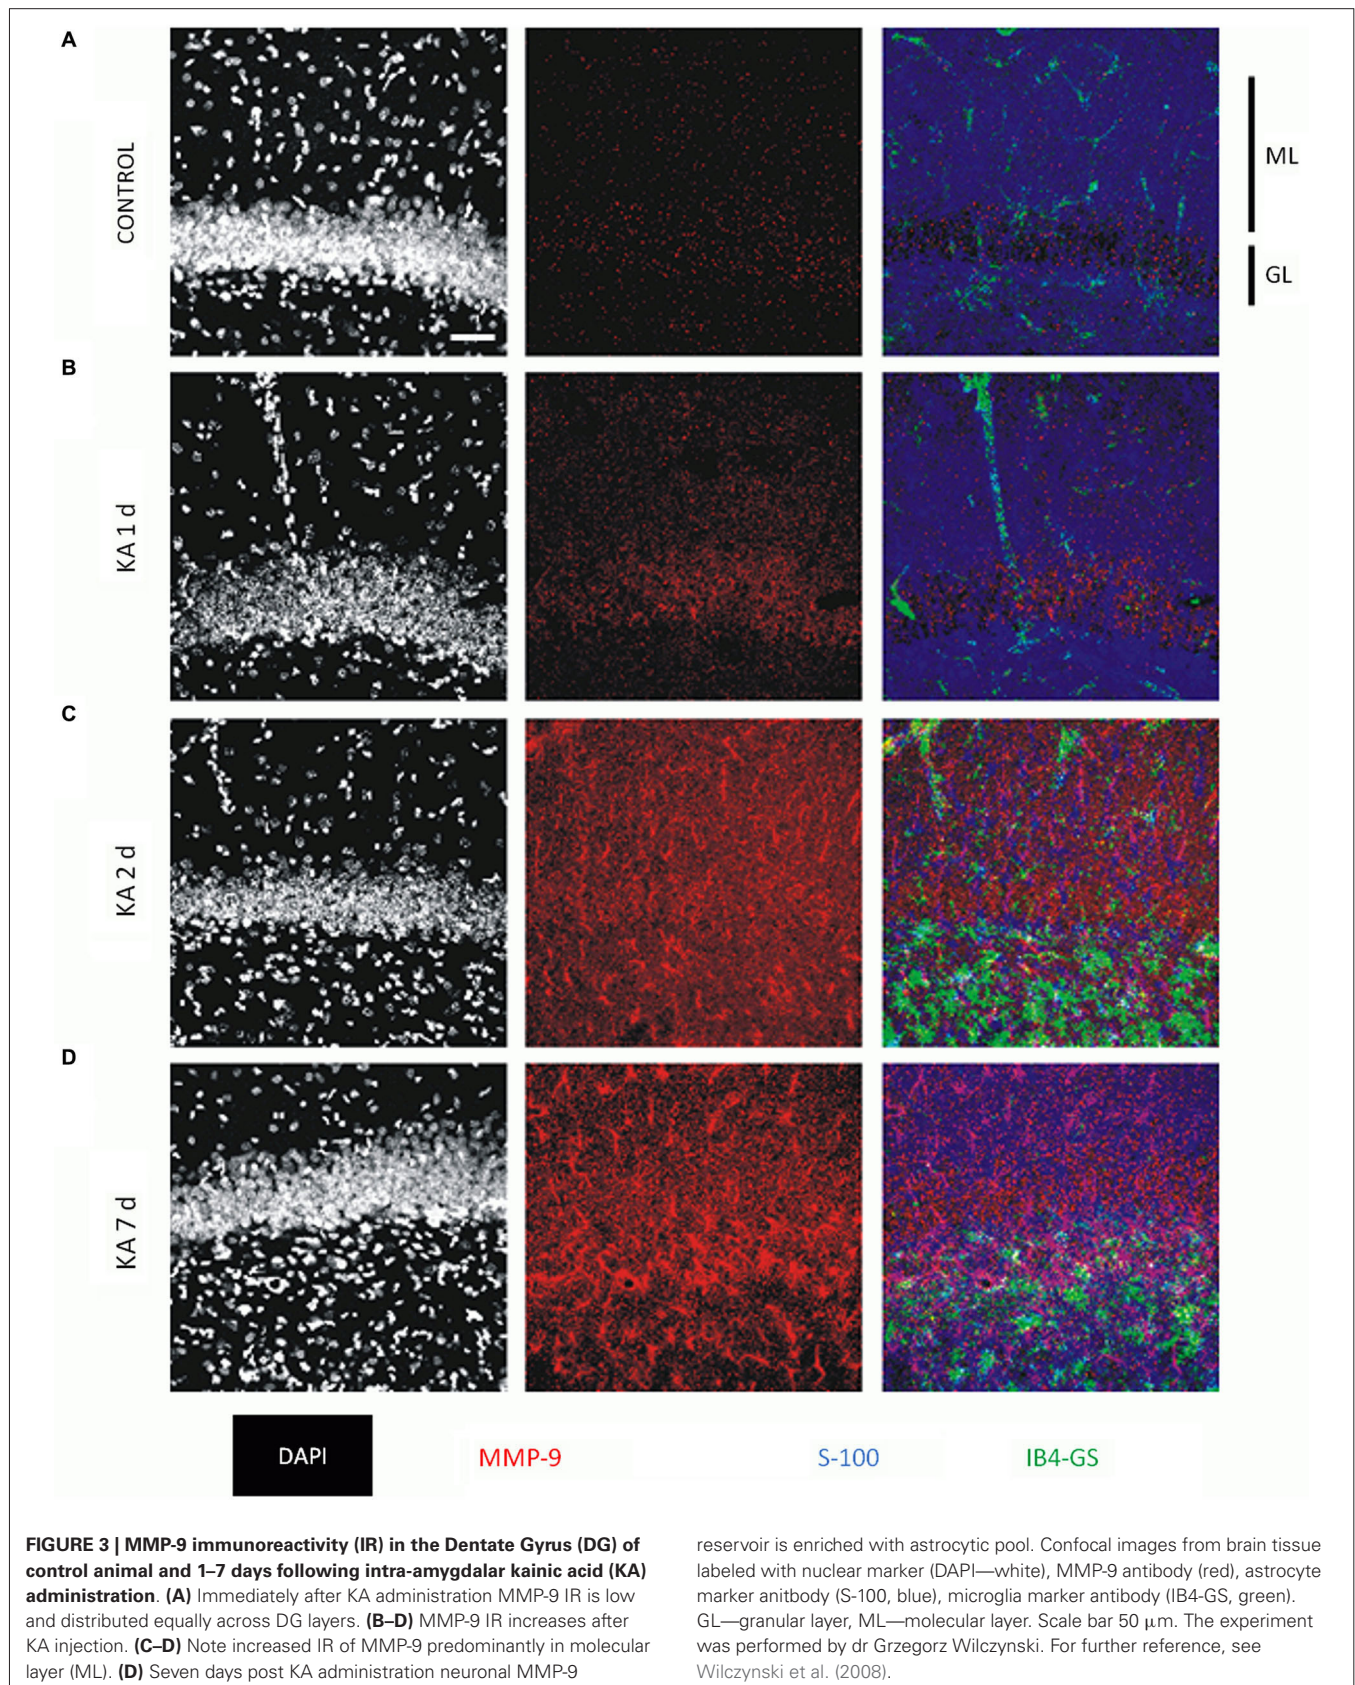 A
CONTROL
ML
GL
B
KA 1 d
C
KA 2 d
D
KA 7 d
DAPI
MMP-9
S-100
IB4-GS
FIGURE 3 | MMP-9 immunoreactivity (IR) in the Dentate Gyrus (DG) of
control animal and 1–7 days following intra-amygdalar kainic acid (KA)
administration. (A) Immediately after KA administration MMP-9 IR is low
and distributed equally across DG layers. (B–D) MMP-9 IR increases after
KA injection. (C–D) Note increased IR of MMP-9 predominantly in molecular
layer (ML). (D) Seven days post KA administration neuronal MMP-9
reservoir is enriched with astrocytic pool. Confocal images from brain tissue
labeled with nuclear marker (DAPI—white), MMP-9 antibody (red), astrocyte
marker anitbody (S-100, blue), microglia marker antibody (IB4-GS, green).
GL—granular layer, ML—molecular layer. Scale bar 50 μm. The experiment
was performed by dr Grzegorz Wilczynski. For further reference, see
Wilczynski et al. (2008).